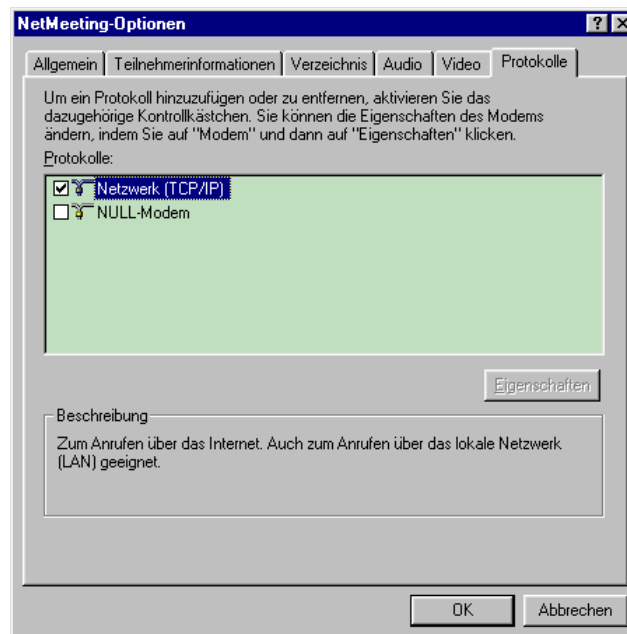 NetMeeting-Optionen
Allgemein Teilnehmerinformationen Verzeichnis Audio Video Protokolle
Um ein Protokoll hinzuzufügen oder zu entfernen, aktivieren Sie das
dazugehörige Kontrollkästchen. Sie können die Eigenschaften des Modems
ändern, indem Sie auf "Modem" und dann auf "Eigenschaften" klicken.
Protokolle:
Netzwerk (TCP/IP)
NULL-Modem
Eigenschaften
Beschreibung
Zum Anrufen über das Internet. Auch zum Anrufen über das lokale Netzwerk
(LAN) geeignet.
OK Abbrechen